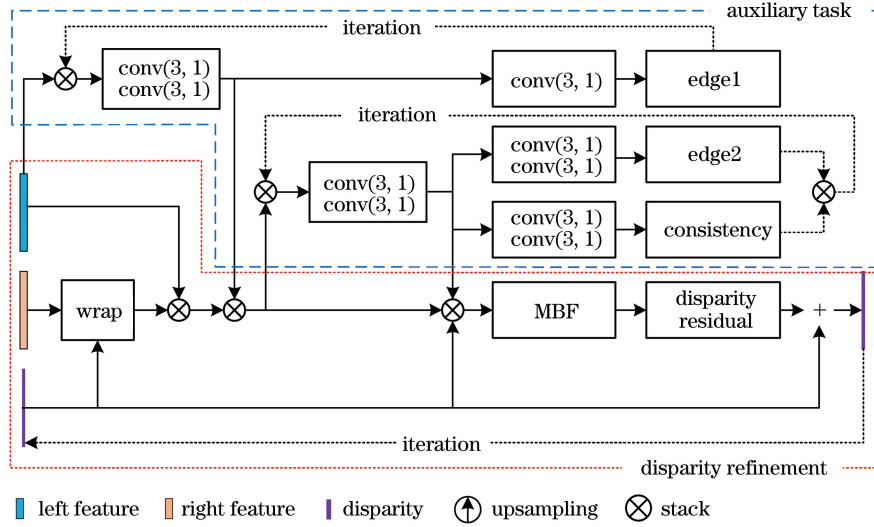 auxiliary task
iteration
conv(3, 1)
conv(3, 1)
conv(3, 1)
edge1
iteration
conv(3, 1)
conv(3, 1)
conv(3, 1)
conv(3, 1)
edge2
conv(3, 1)
conv(3, 1)
consistency
wrap
MBF
disparity
residual
+
iteration
disparity refinement
left feature
right feature
disparity
upsampling
stack